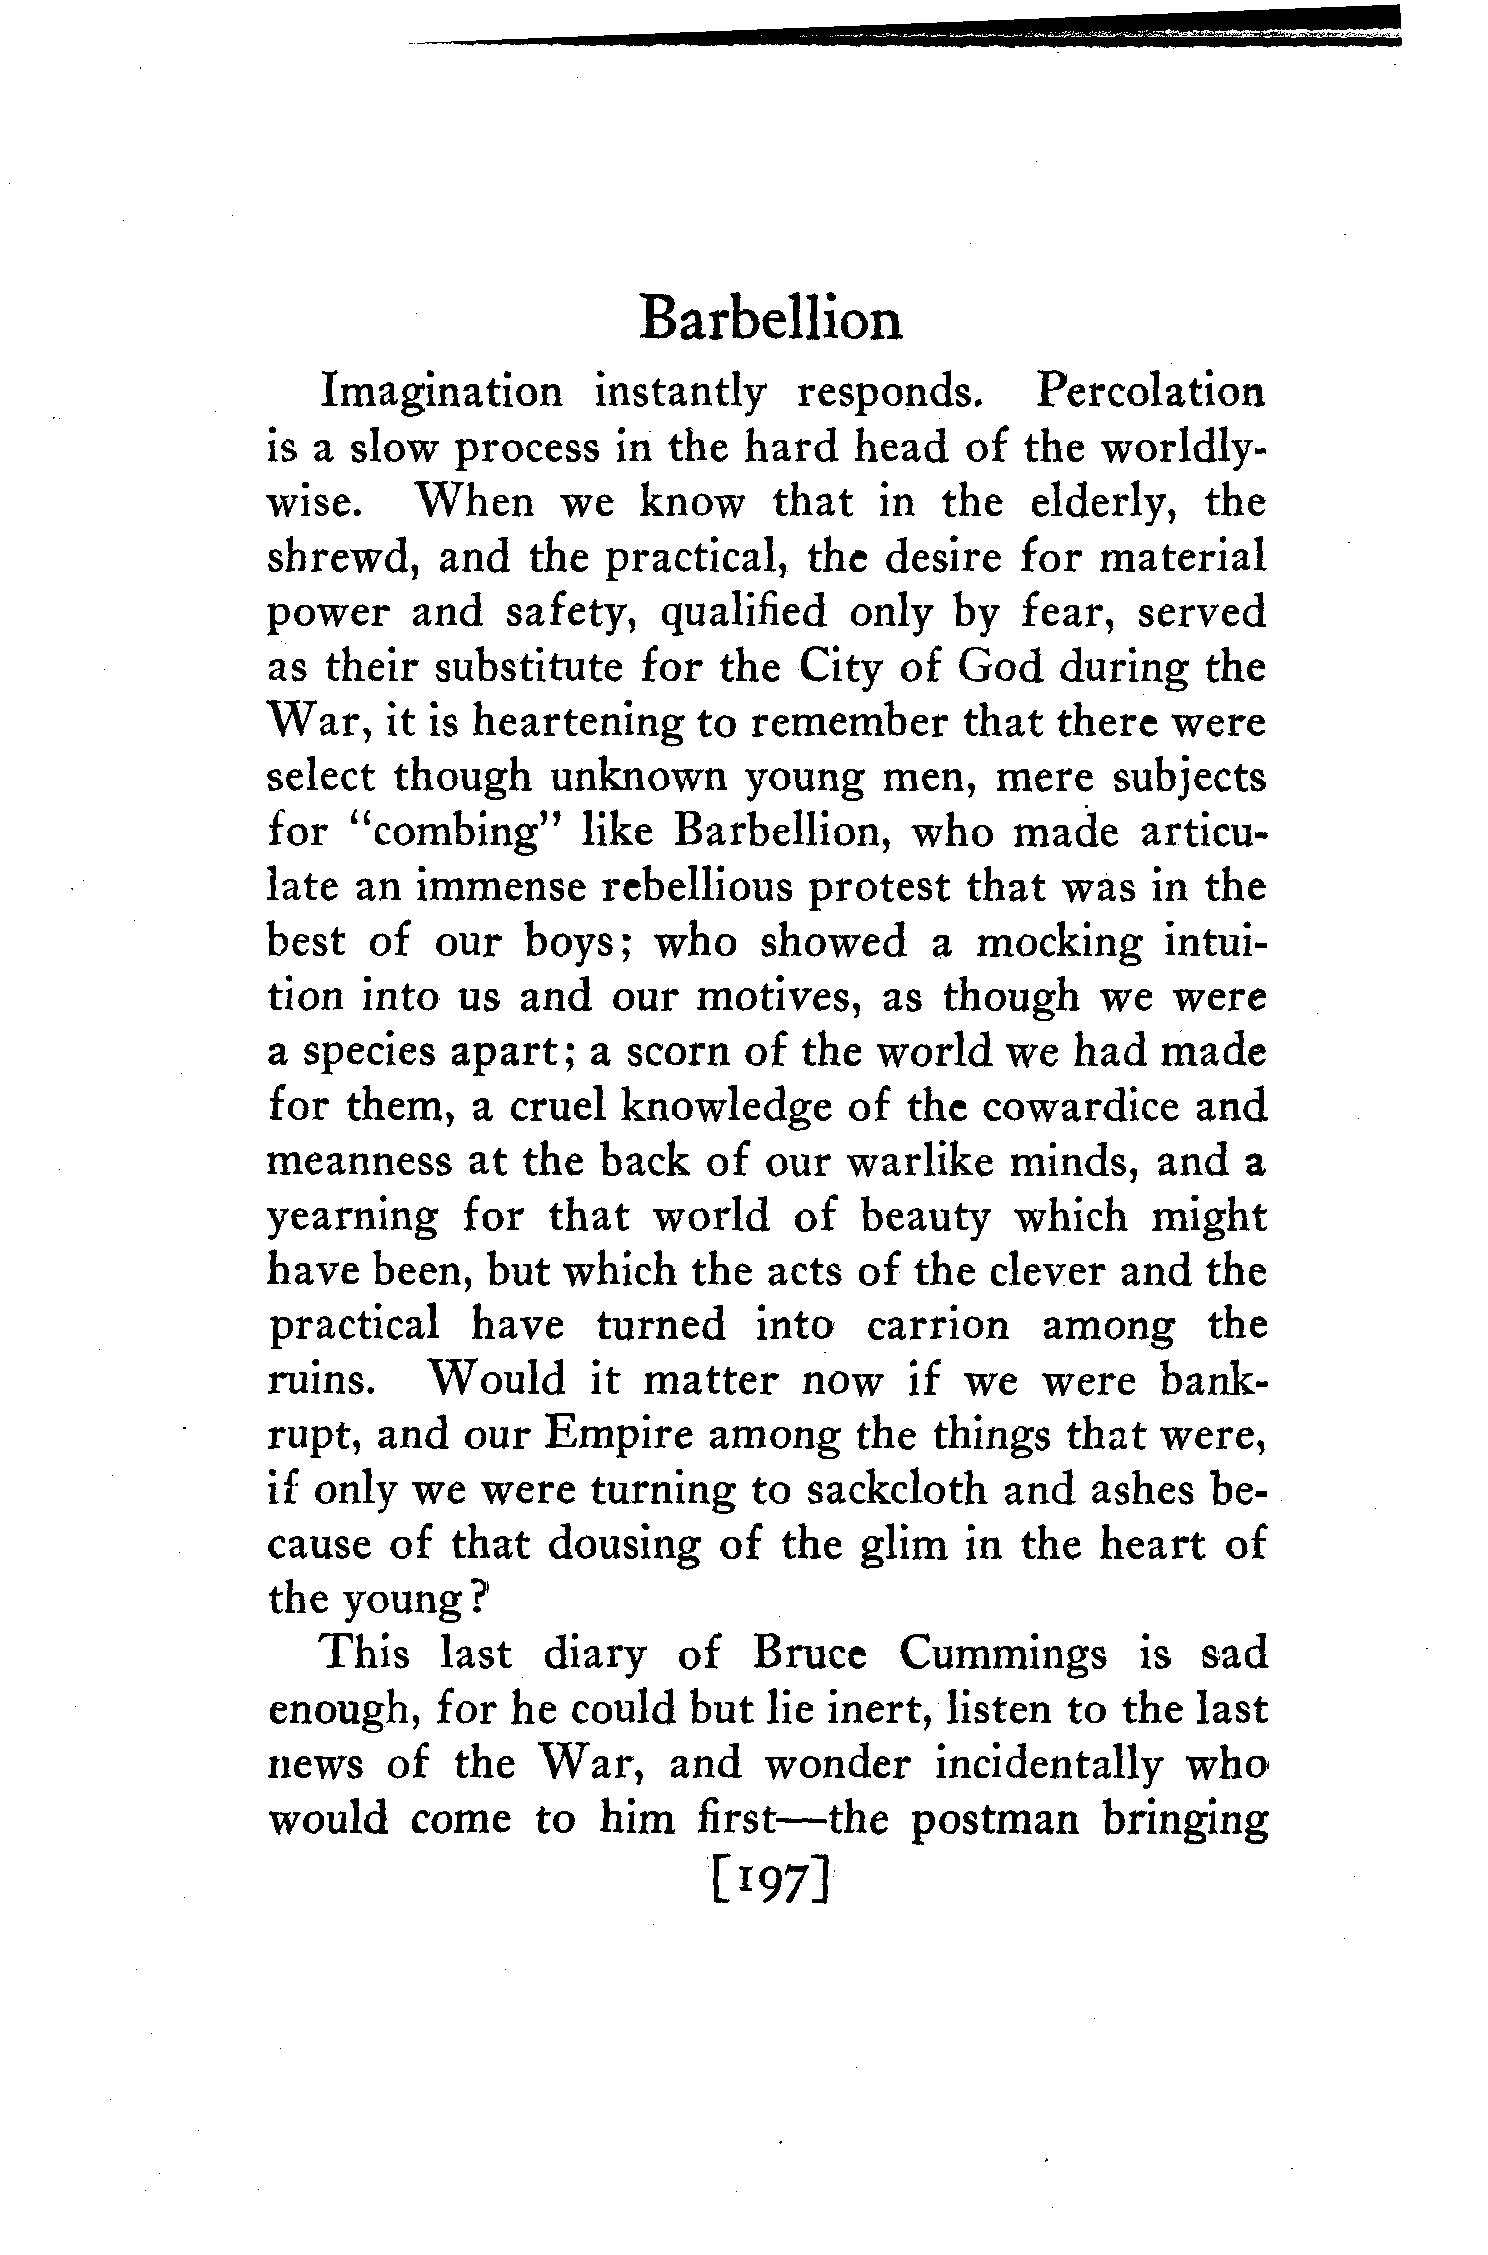 Barbellion
Imagination instantly responds. Percolation
is a slow process in the hard head of the worldly-
wise. When we know that in the elderly, the
shrewd, and the practical, the desire for material
power and safety, qualified only by fear, served
as their substitute for the City of God during the
War, it is heartening to remember that there were
select though unknown young men, mere subjects
for "combing" like Barbellion, who made articu-
late an immense rebellious protest that was in the
best of our boys; who showed a mocking intui-
tion into us and our motives, as though we were
a species apart; a scorn of the world we had made
for them, a cruel knowledge of the cowardice and
meanness at the back of our warlike minds, and a
yearning for that world of beauty which might
have been, but which the acts of the clever and the
practical have turned into carrion among the
ruins. Would it matter now if we were bank-
rupt, and our Empire among the things that were,
if only we were turning to sackcloth and ashes be-
cause of that dousing of the glim in the heart of
the young?
This last diary of Bruce Cummings is sad
enough, for he could but lie inert, listen to the last
news of the War, and wonder incidentally who
would come to him first—the postman bringing
[197]